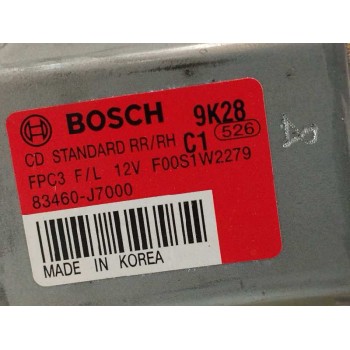 BOSCH 9K28
CD STANDARD RR/RH C1 526
FPC3 F/L 12V F00S1W2279
83460-J7000
MADE IN KOREA